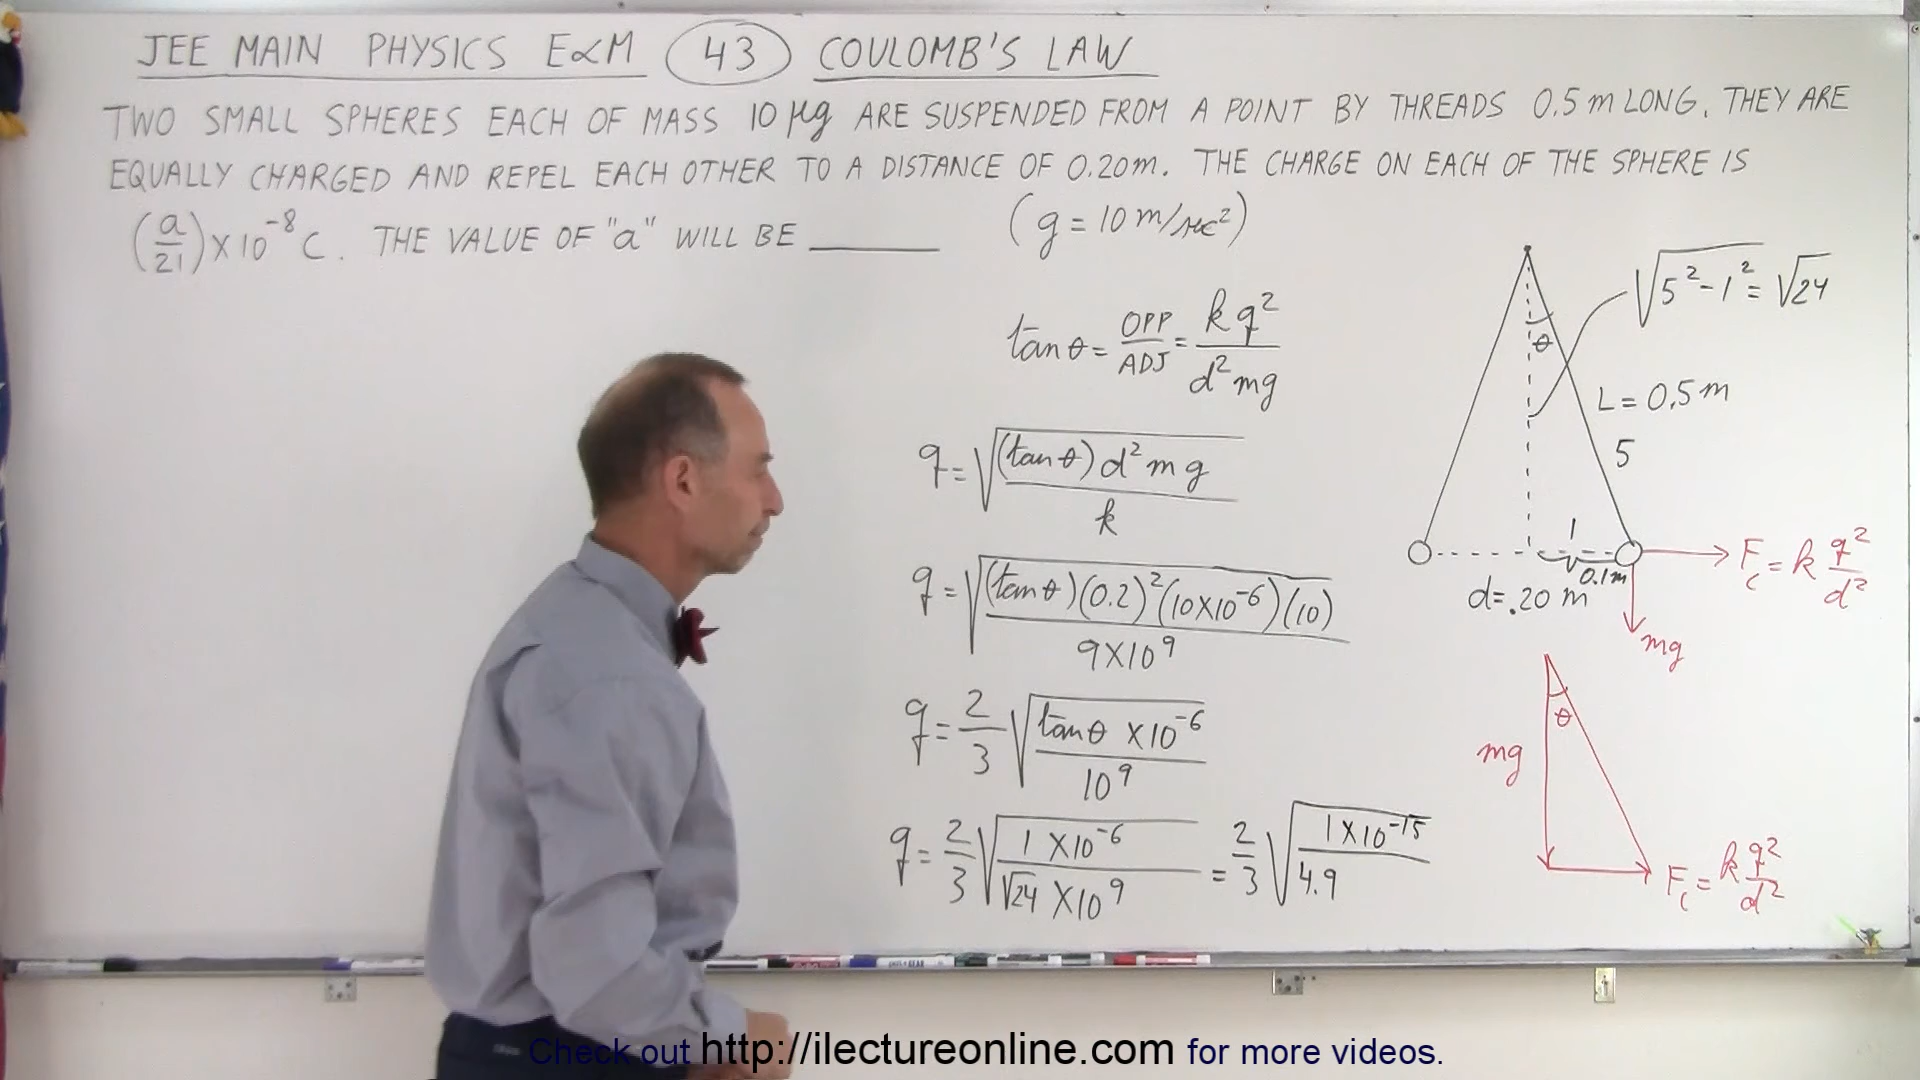 JEE MAIN PHYSICS E&M 43 COULOMB'S LAW
TWO SMALL SPHERES EACH OF MASS 10 μg ARE SUSPENDED FROM A POINT BY THREADS 0.5 m LONG. THEY ARE
EQUALLY CHARGED AND REPEL EACH OTHER TO A DISTANCE OF 0.20m. THE CHARGE ON EACH OF THE SPHERE IS
(a/21) X 10^-8 C. THE VALUE OF "a" WILL BE ______ (g = 10 m/sec²)
tan θ = OPP/ADJ = kq²/d²mg
q = √((tan θ) d² m g / k)
q = √((tan θ)(0.2)²(10X10^-6)(10) / 9X10^9)
q = 2/3 √(tan θ X10^-6 / 10^9)
q = 2/3 √(1 X10^-6 / √24 X10^9) = 2/3 √(1X10^-15 / 4.9)
√5²-1² = √24
θ
L = 0.5 m
5
1
0.1m
d=.20 m
F_c = k q²/d²
mg
θ
mg
F_c = k q²/d²
Check out http://ilectureonline.com for more videos.